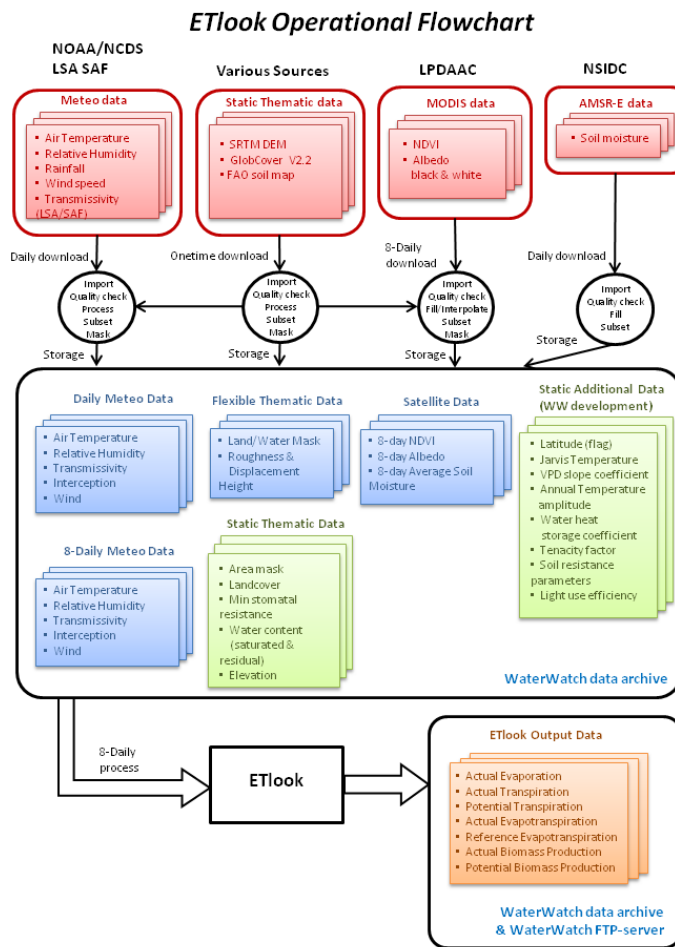 ETlook Operational Flowchart
NOAA/NCDS
LSA SAF
Various Sources
LPDAAC
NSIDC
Meteo data
Air Temperature
Relative Humidity
Rainfall
Wind speed
Transmissivity
(LSA/SAF)
Static Thematic data
SRTM DEM
GlobCover V2.2
FAO soil map
MODIS data
NDVI
Albedo
black & white
AMSR-E data
Soil moisture
Daily download
Onetime download
8-Daily
download
Daily download
Import
Quality check
Process
Subset
Mask
Import
Quality check
Process
Subset
Mask
Import
Quality check
Fill/Interpolate
Subset
Mask
Import
Quality check
Fill
Subset
Storage
Storage
Storage
Storage
Daily Meteo Data
Air Temperature
Relative Humidity
Transmissivity
Interception
Wind
Flexible Thematic Data
Land/Water Mask
Roughness &
Displacement
Height
Satellite Data
8-day NDVI
8-day Albedo
8-day Average Soil
Moisture
Static Additional Data
(WW development)
Latitude (flag)
Jarvis Temperature
VPD slope coefficient
Annual Temperature
amplitude
Water heat
storage coefficient
Tenacity factor
Soil resistance
parameters
Light use efficiency
8-Daily Meteo Data
Air Temperature
Relative Humidity
Transmissivity
Interception
Wind
Static Thematic Data
Area mask
Landcover
Min stomatal
resistance
Water content
(saturated &
residual)
Elevation
WaterWatch data archive
8-Daily
process
ETlook
ETlook Output Data
Actual Evaporation
Actual Transpiration
Potential Transpiration
Actual Evapotranspiration
Reference Evapotranspiration
Actual Biomass Production
Potential Biomass Production
WaterWatch data archive
& WaterWatch FTP-server